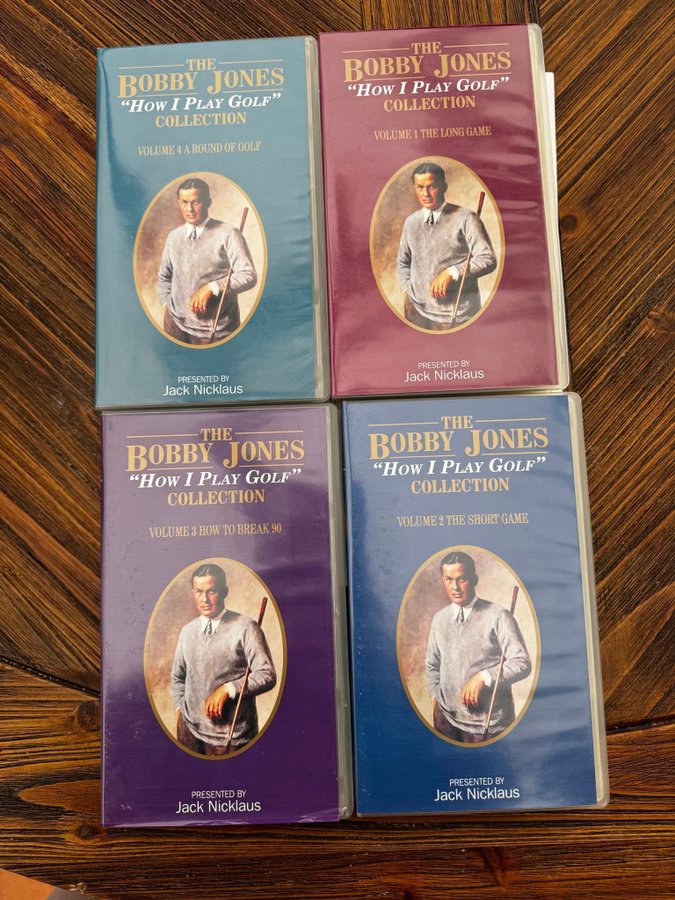 THE
BOBBY JONES
"HOW I PLAY GOLF"
COLLECTION
VOLUME 4 A ROUND OF GOLF
PRESENTED BY
Jack Nicklaus
THE
BOBBY JONES
"HOW I PLAY GOLF"
COLLECTION
VOLUME 1 THE LONG GAME
PRESENTED BY
Jack Nicklaus
THE
BOBBY JONES
"HOW I PLAY GOLF"
COLLECTION
VOLUME 3 HOW TO BREAK 90
PRESENTED BY
Jack Nicklaus
THE
BOBBY JONES
"HOW I PLAY GOLF"
COLLECTION
VOLUME 2 THE SHORT GAME
PRESENTED BY
Jack Nicklaus